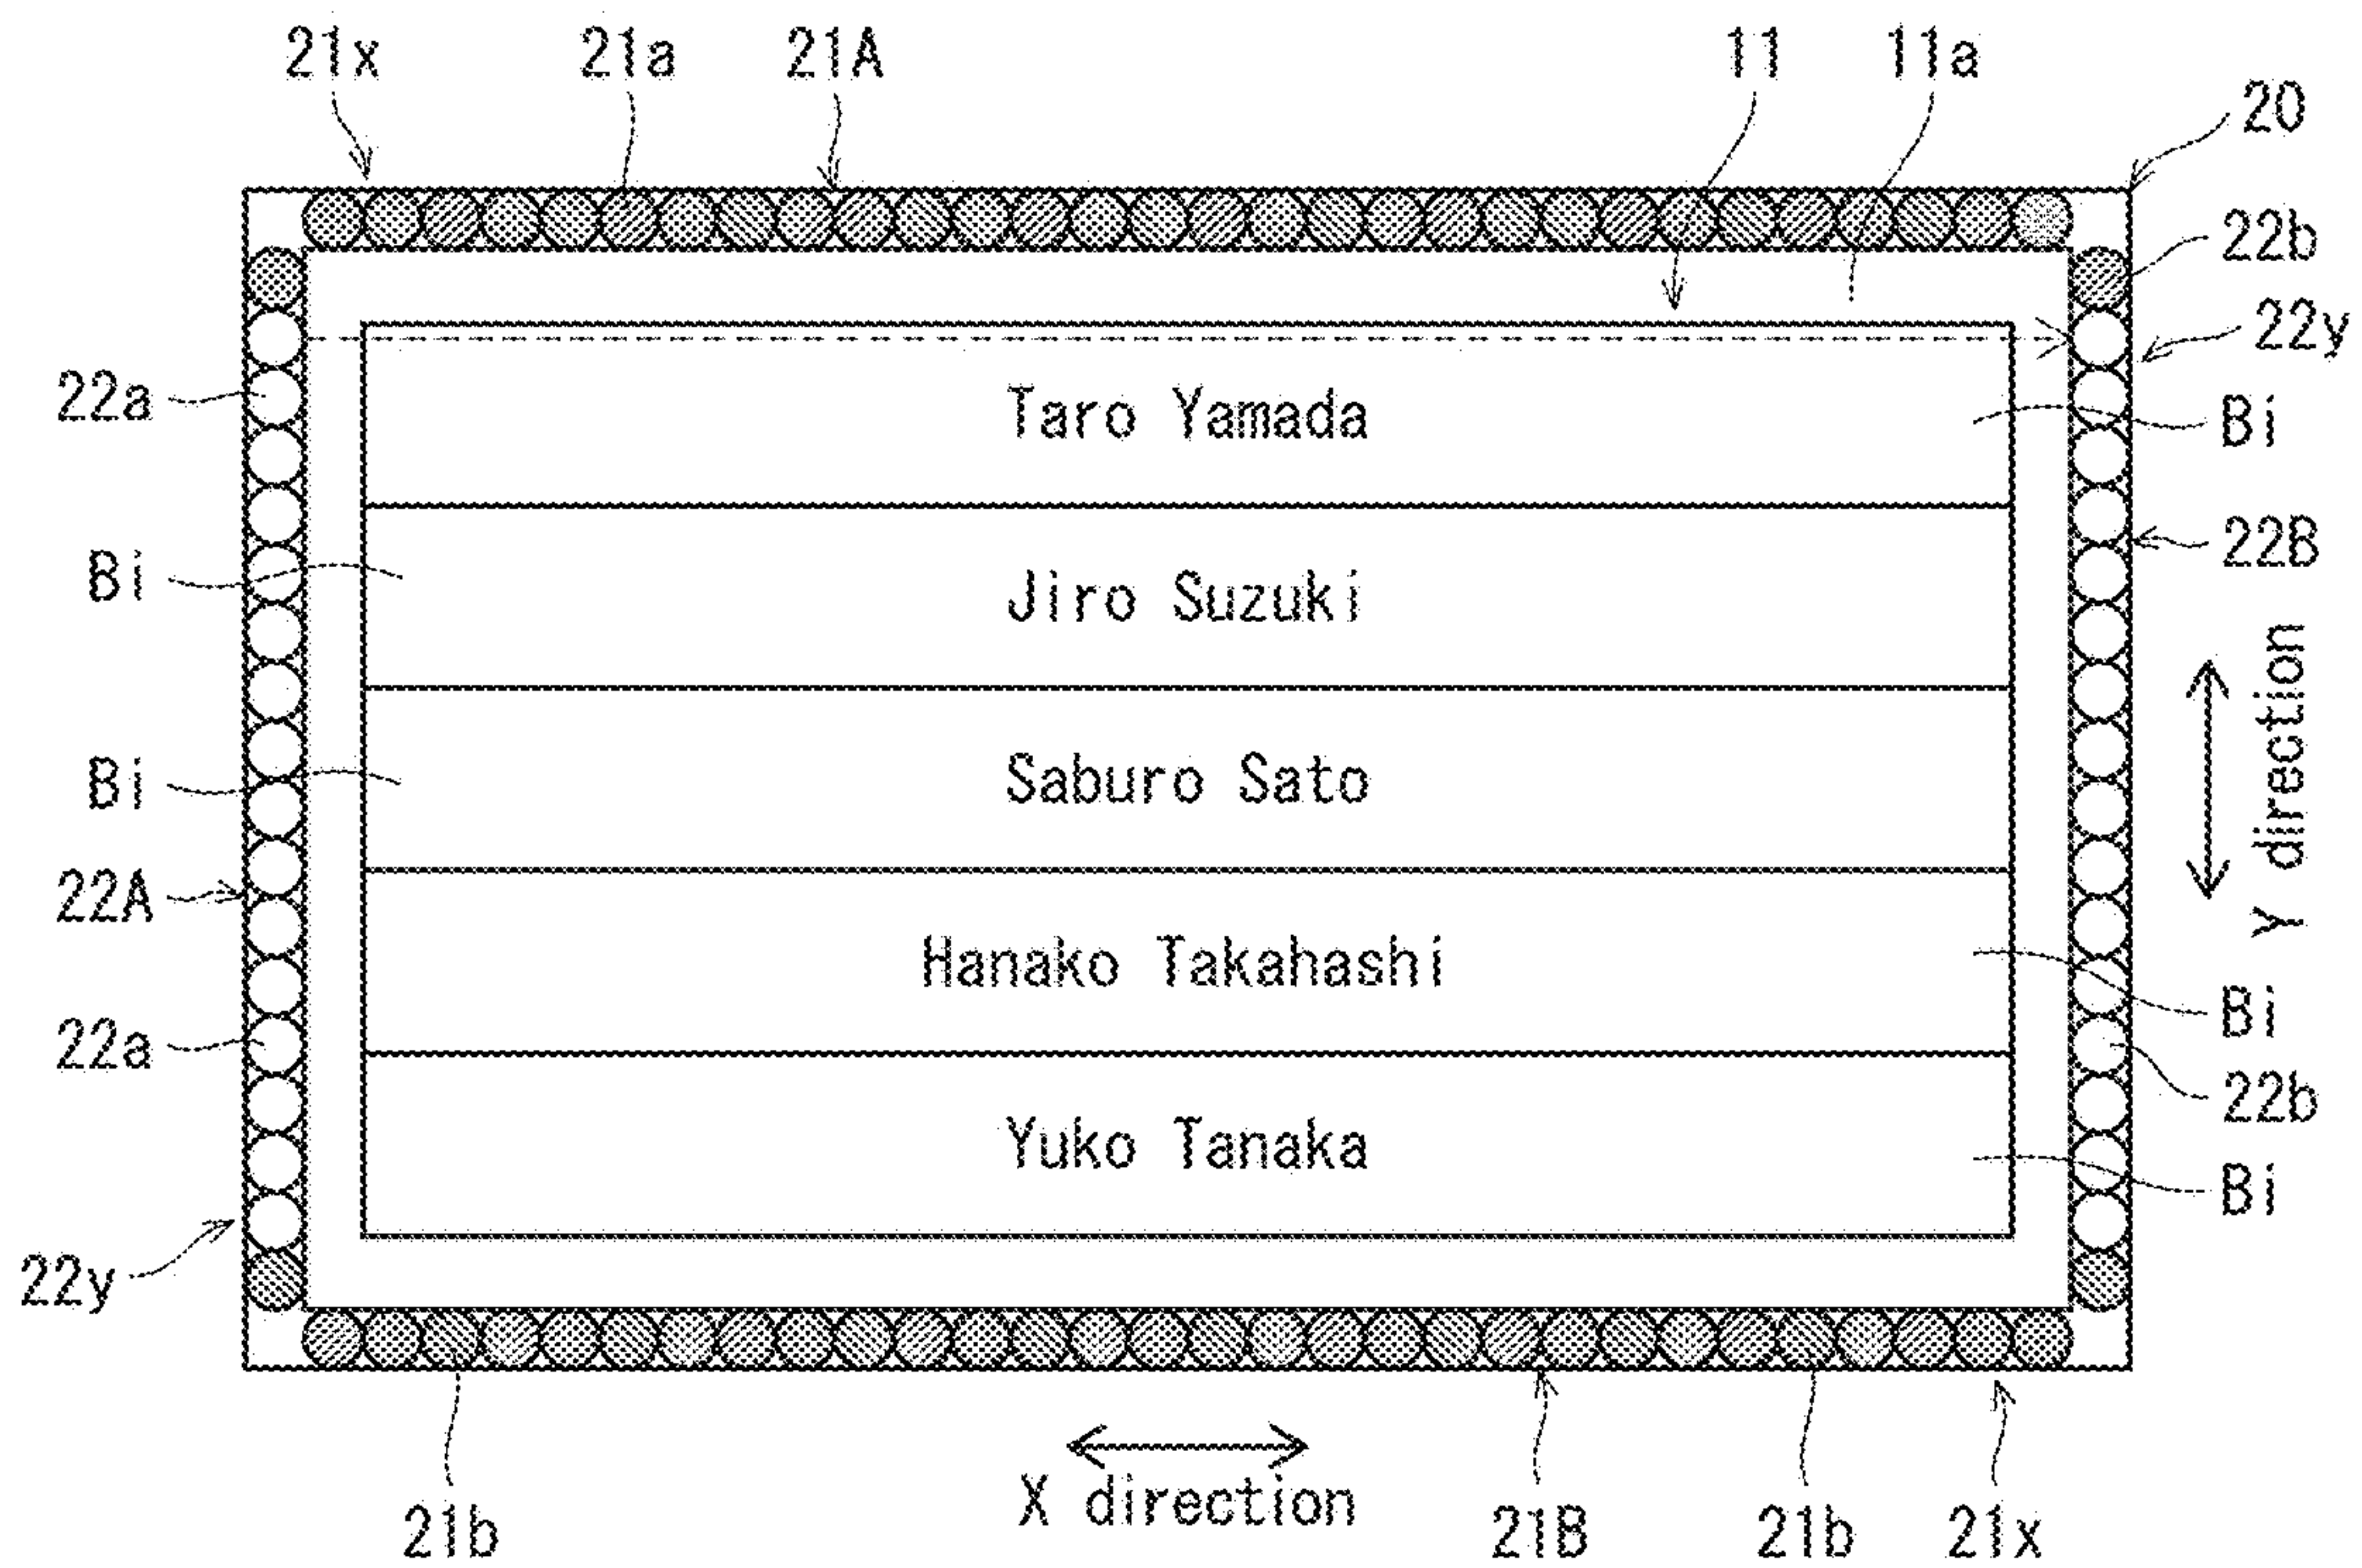 21x 21a 21A 11 11a
20
22b
22y
22a Taro Yamada Bi
22B
Bi Jiro Suzuki
Y direction
Bi Saburo Sato
22A
Hanako Takahashi
Bi
22a
22b
Yuko Tanaka
Bi
22y
X direction
21b 21B 21b 21x